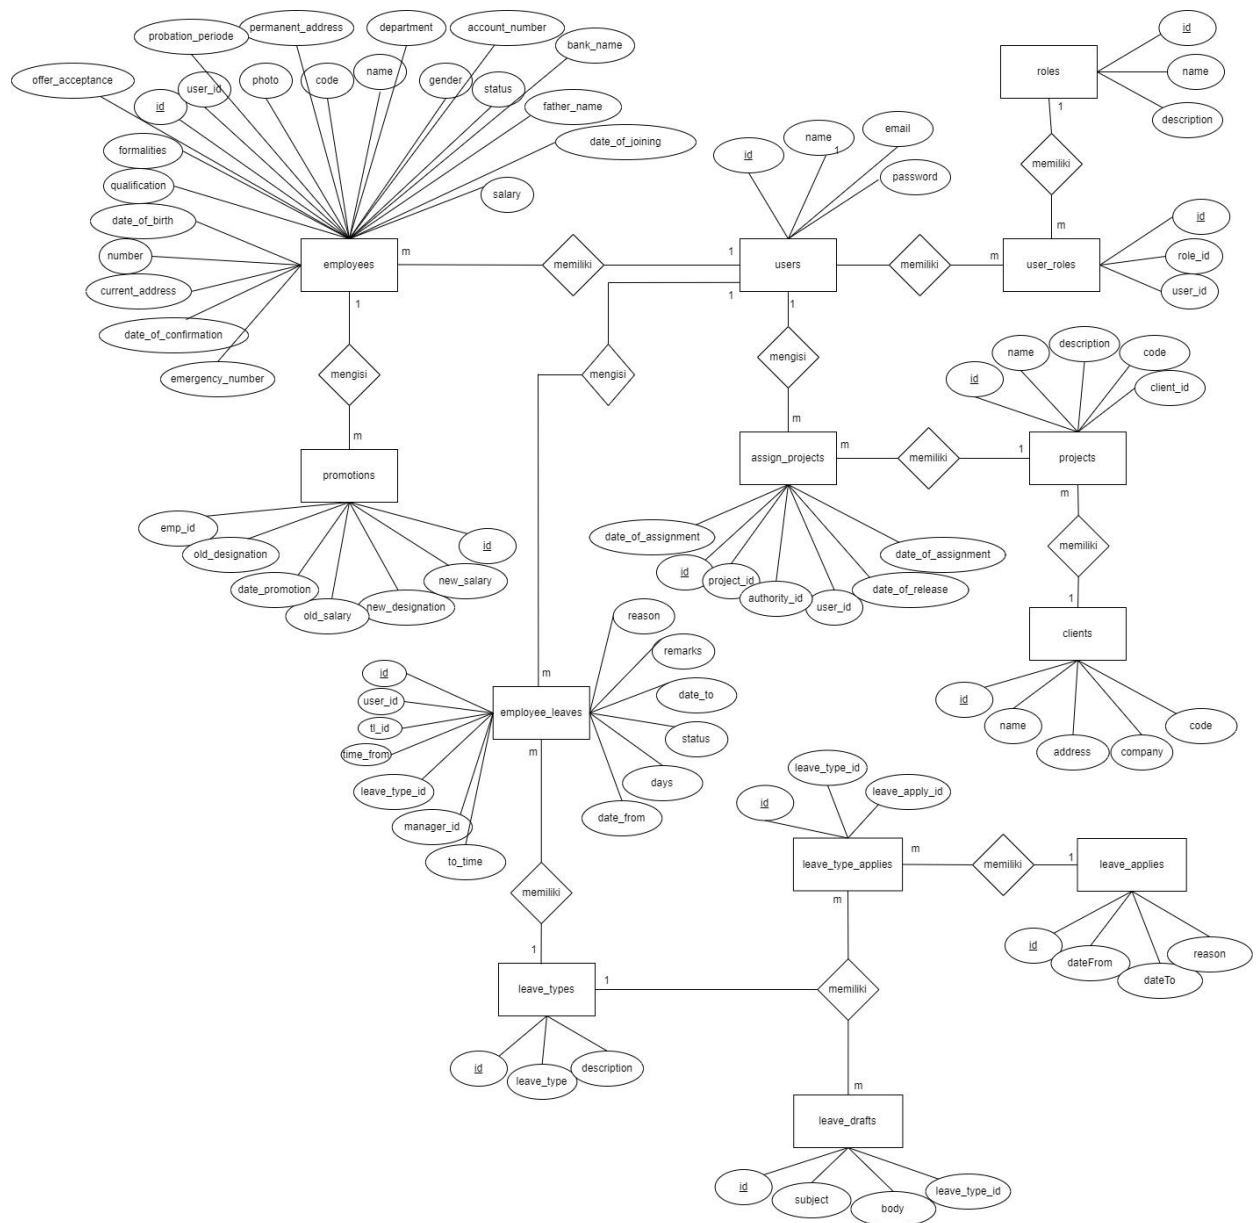 permanent_address
department
account_number
probation_periode
bank_name
offer_acceptance
id
user_id
photo
code
name
gender
status
father_name
date_of_joining
salary
formalities
qualification
date_of_birth
number
current_address
date_of_confirmation
emergency_number
employees
m
memiliki
1
users
id
name
1
email
password
memiliki
m
user_roles
id
role_id
user_id
m
memiliki
1
roles
id
name
description
1
mengisi
m
promotions
emp_id
old_designation
date_promotion
old_salary
new_designation
new_salary
id
1
mengisi
m
1
mengisi
m
assign_projects
date_of_assignment
id
project_id
authority_id
user_id
date_of_release
date_of_assignment
m
memiliki
1
projects
id
name
description
code
client_id
m
memiliki
1
clients
id
name
address
company
code
employee_leaves
id
user_id
tl_id
time_from
leave_type_id
manager_id
to_time
reason
remarks
date_to
status
days
date_from
m
memiliki
1
leave_types
id
leave_type
description
1
memiliki
m
m
leave_type_applies
id
leave_type_id
leave_apply_id
m
memiliki
1
leave_applies
id
dateFrom
dateTo
reason
leave_drafts
id
subject
body
leave_type_id